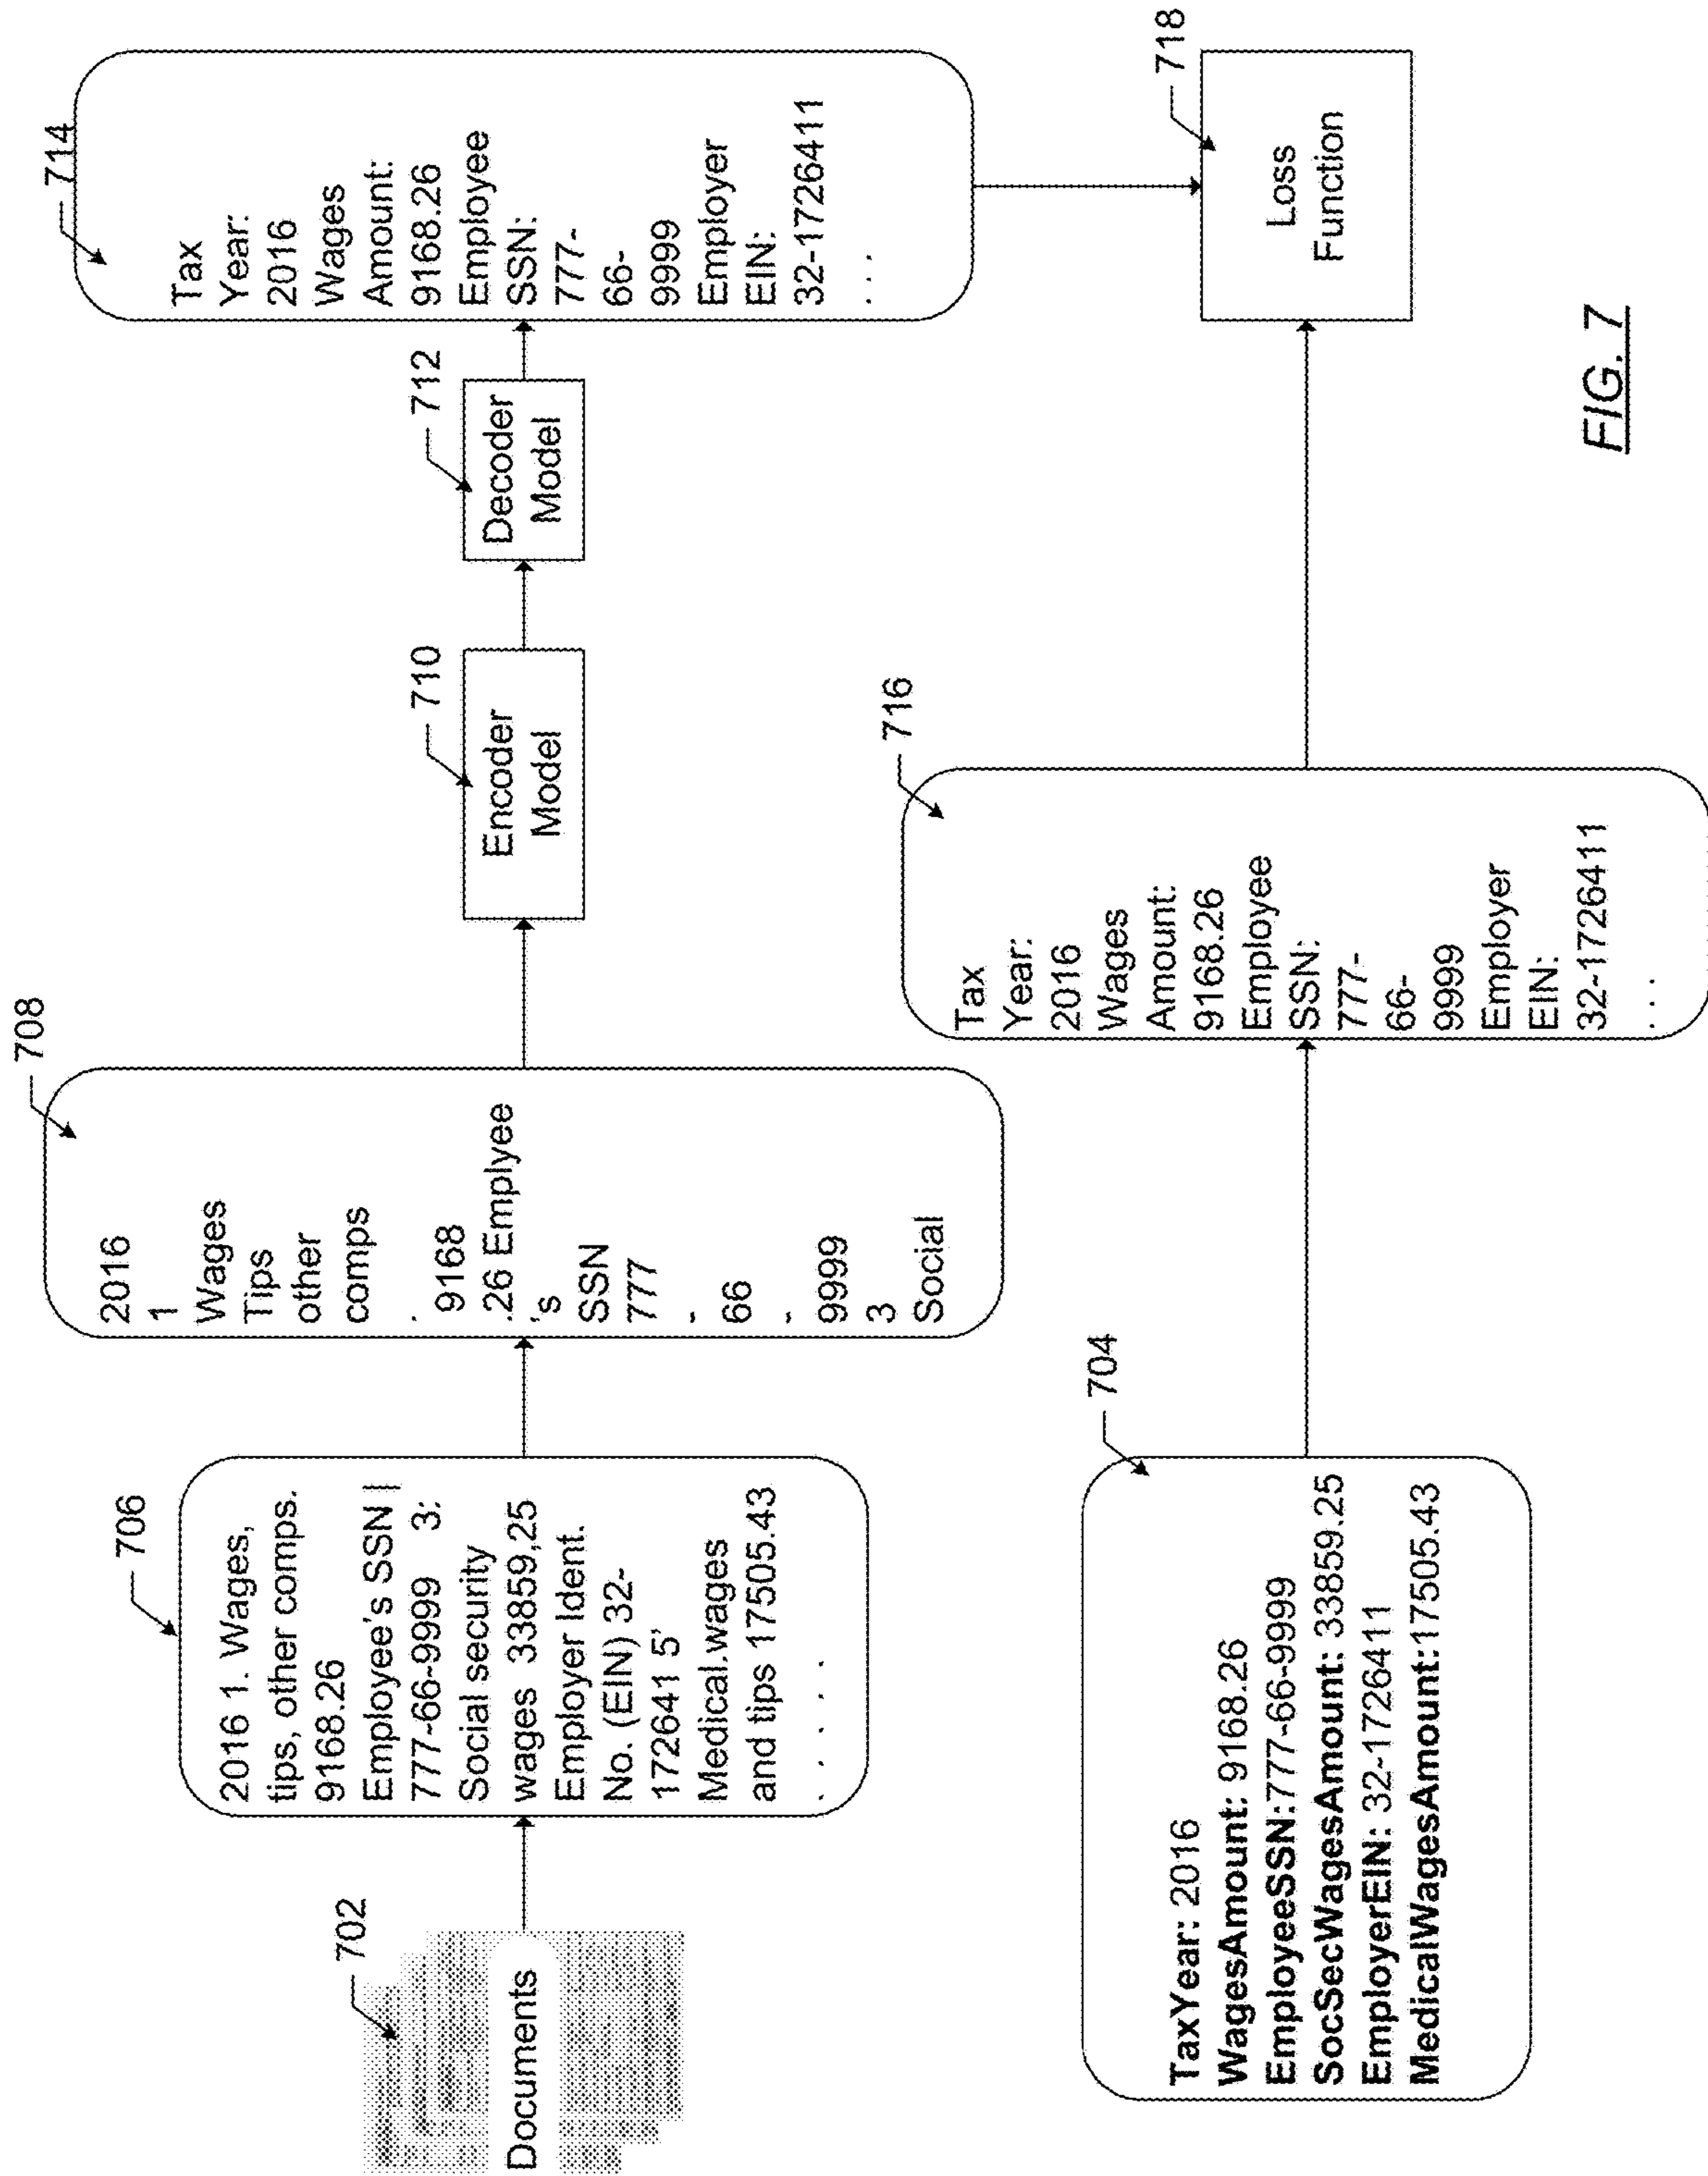 702
Documents
706
2016 1. Wages,
tips, other comps.
9168.26
Employee's SSN |
777-66-9999 3:
Social security
wages 33859,25
Employer Ident.
No. (EIN) 32-
172641 5'
Medical.wages
and tips 17505.43
. . . . .
708
2016
1
Wages
Tips
other
comps
.
9168
.26 Emplyee
's
SSN
777
-
66
-
9999
3
Social
710
Encoder
Model
712
Decoder
Model
714
Tax
Year:
2016
Wages
Amount:
9168.26
Employee
SSN:
777-
66-
9999
Employer
EIN:
32-1726411
. . .
704
TaxYear: 2016
WagesAmount: 9168.26
EmployeeSSN:777-66-9999
SocSecWagesAmount: 33859.25
EmployerEIN: 32-1726411
MedicalWagesAmount:17505.43
716
Tax
Year:
2016
Wages
Amount:
9168.26
Employee
SSN:
777-
66-
9999
Employer
EIN:
32-1726411
. . .
718
Loss
Function
FIG. 7